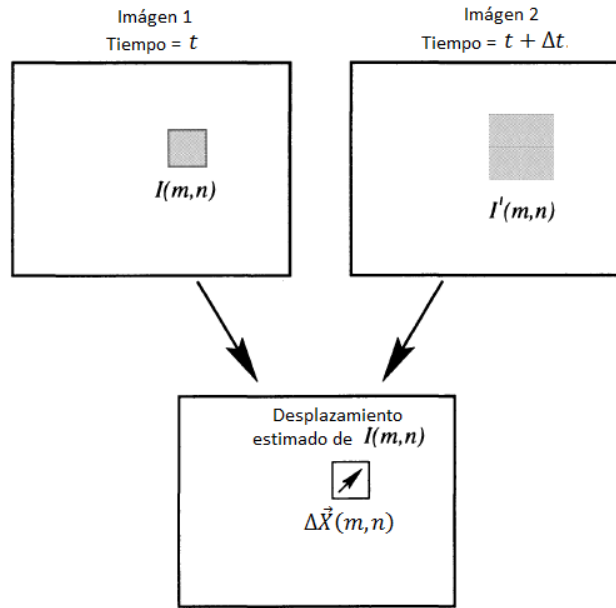 Imágen 1
Tiempo = t
Imágen 2
Tiempo = t + Δt.
I(m,n)
I'(m,n)
Desplazamiento
estimado de I(m,n)
ΔX⃗(m,n)